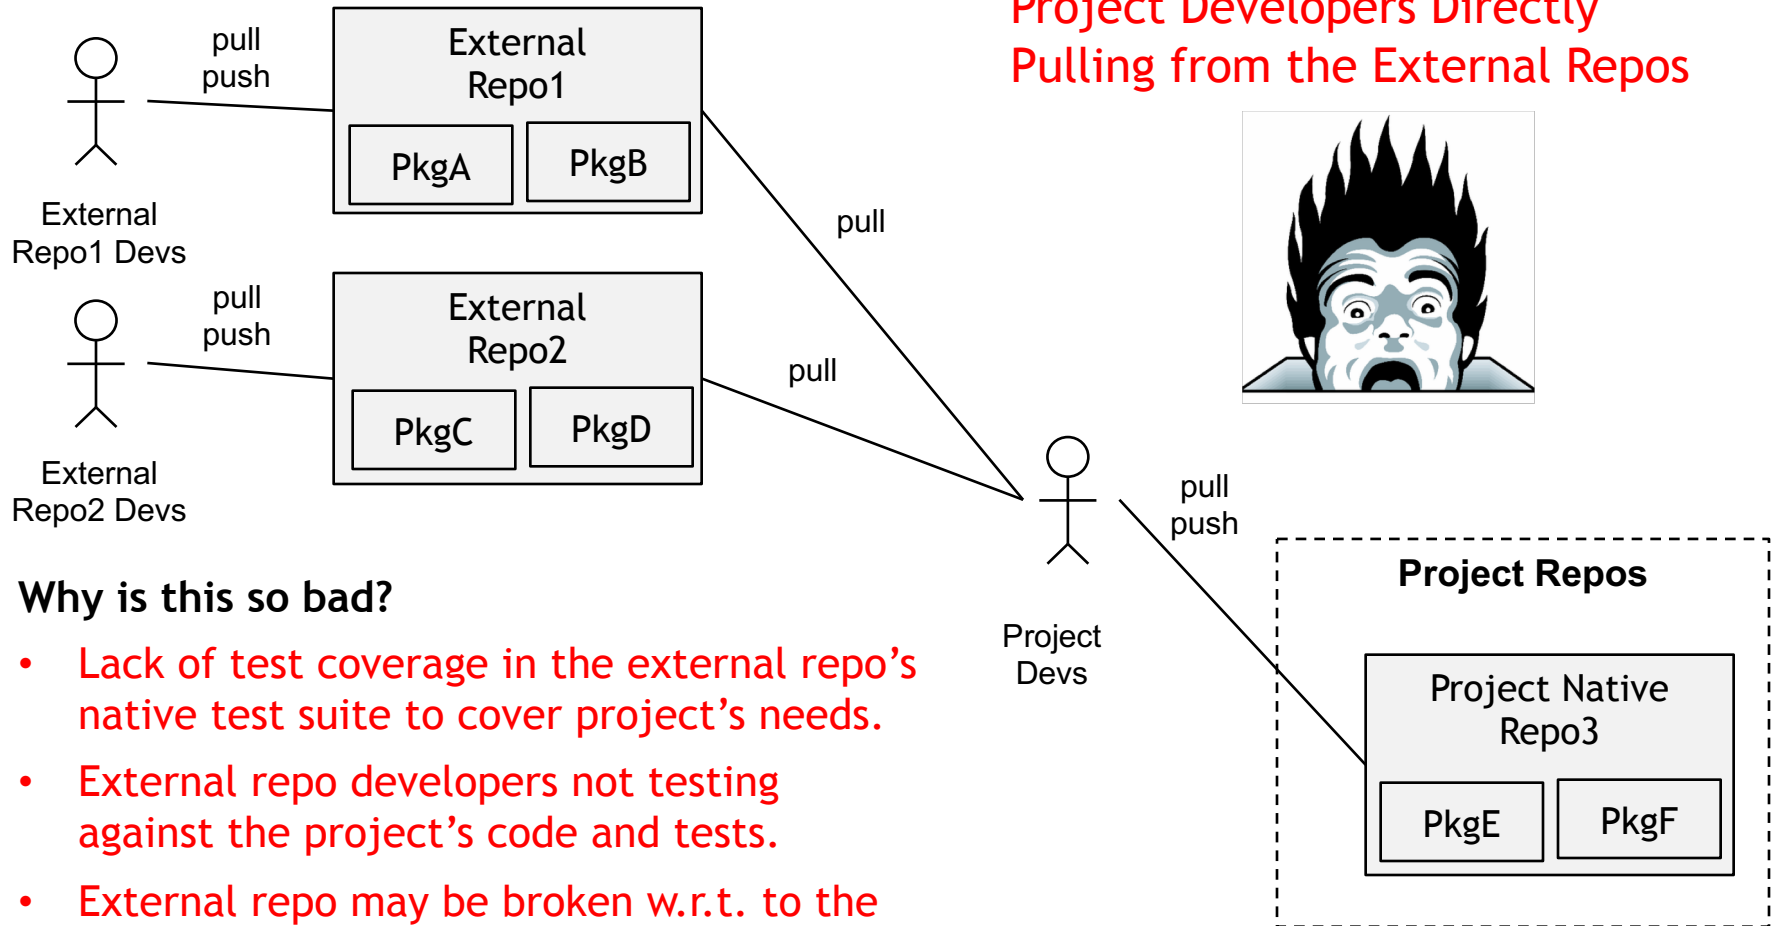 Project Developers Directly
Pulling from the External Repos
pull
push
External
Repo1
PkgA
PkgB
External
Repo1 Devs
pull
pull
push
External
Repo2
PkgC
PkgD
External
Repo2 Devs
pull
pull
push
Project
Devs
Project Repos
Project Native
Repo3
PkgE
PkgF
Why is this so bad?
• Lack of test coverage in the external repo’s
native test suite to cover project’s needs.
• External repo developers not testing
against the project’s code and tests.
• External repo may be broken w.r.t. to the